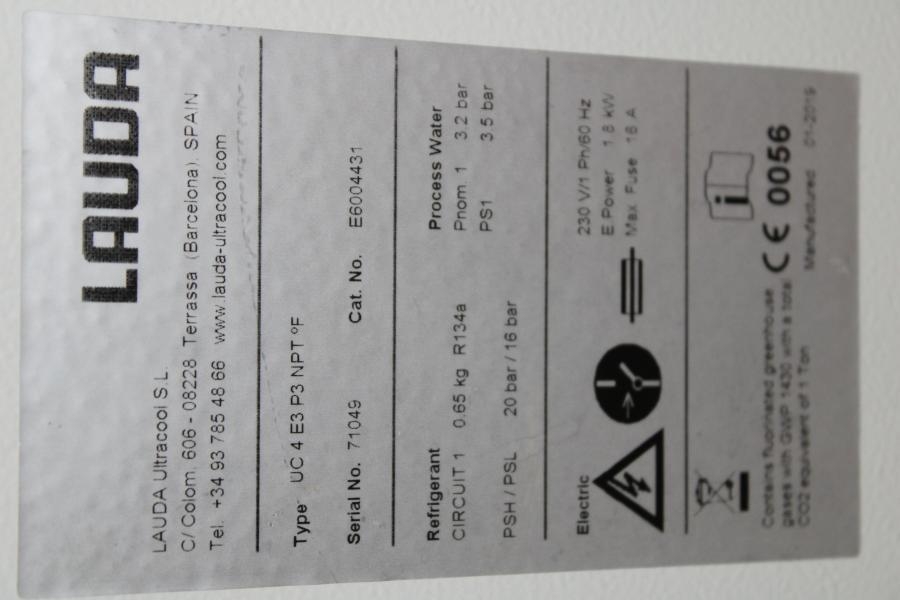 LAUDA
LAUDA Ultracool S.L
C/ Colom, 606 - 08228 Terrassa (Barcelona). SPAIN
Tel. +34 93 785 48 66 www.lauda-ultracool.com
Type UC 4 E3 P3 NPT ºF
Serial No. 71049 Cat. No. E6004431
Refrigerant
CIRCUIT 1 0.65 kg R134a
PSH / PSL 20 bar / 16 bar
Process Water
Pnom. 1 3.2 bar
PS1 3.5 bar
Electric
230 V/1 Ph/60 Hz
E.Power 1.8 kW
Max. Fuse 16 A
i
CE 0056
Contains fluorinated greenhouse
gases with GWP 1430 with a total
CO2 equivalent of 1 Ton
Manufactured 01-2019